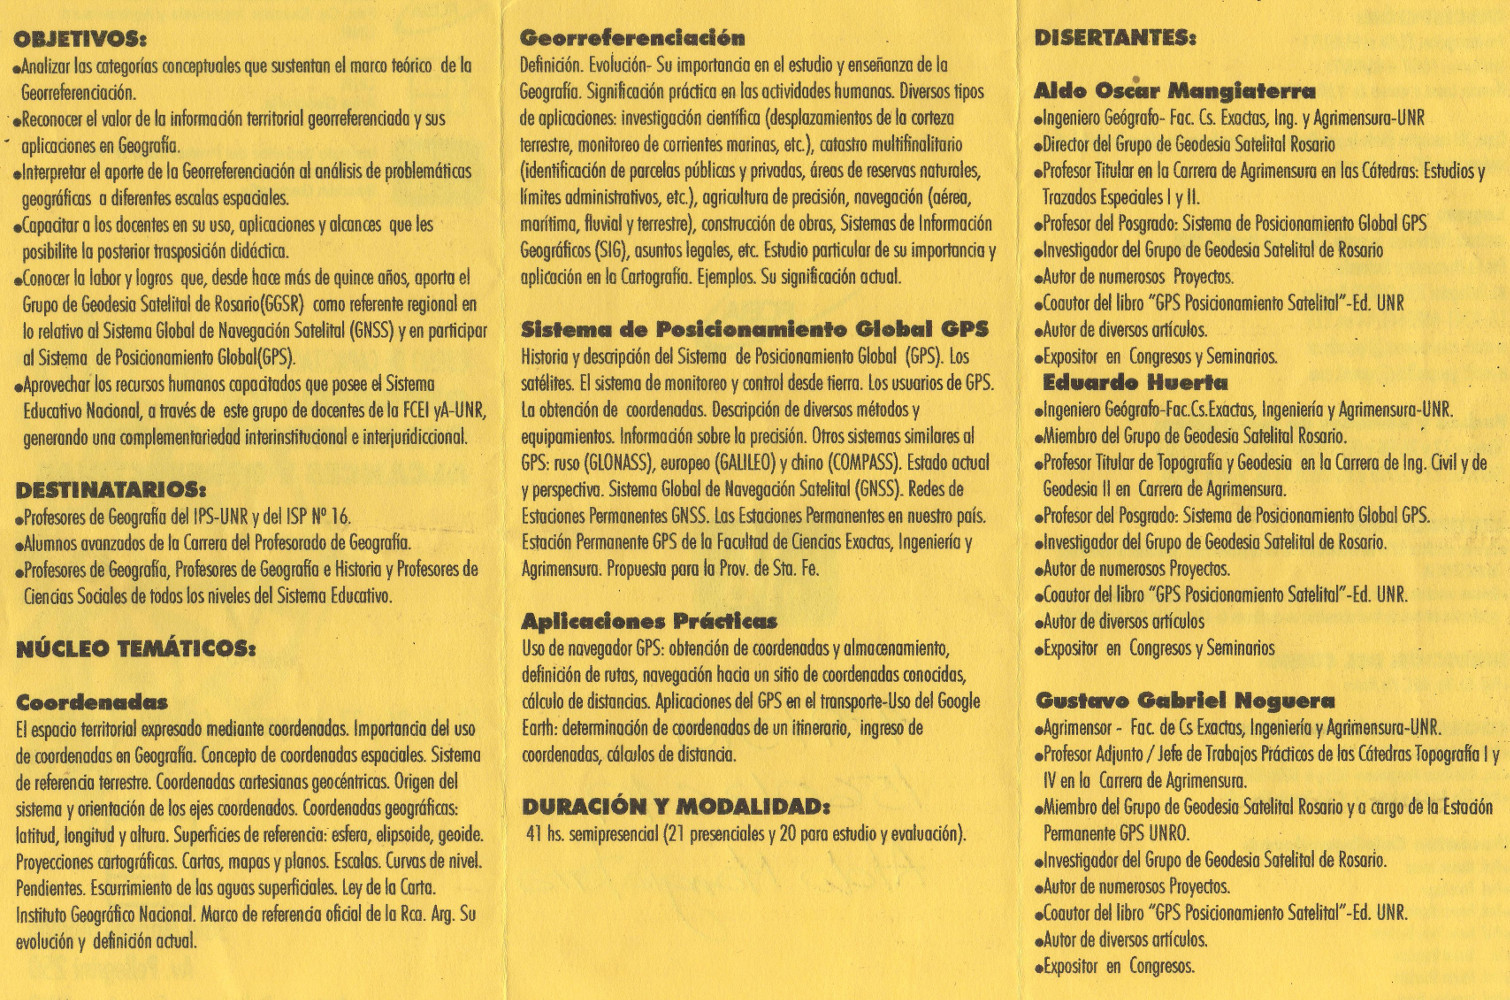 OBJETIVOS:
●Analizar las categorías conceptuales que sustentan el marco teórico de la
Georreferenciación.
●Reconocer el valor de la información territorial georreferenciada y sus
aplicaciones en Geografía.
●Interpretar el aporte de la Georreferenciación al análisis de problemáticas
geográficas a diferentes escalas espaciales.
●Capacitar a los docentes en su uso, aplicaciones y alcances que les
posibilite la posterior trasposición didáctica.
●Conocer la labor y logros que, desde hace más de quince años, aporta el
Grupo de Geodesia Satelital de Rosario(GGSR) como referente regional en
lo relativo al Sistema Global de Navegación Satelital (GNSS) y en participar
al Sistema de Posicionamiento Global(GPS).
●Aprovechar los recursos humanos capacitados que posee el Sistema
Educativo Nacional, a través de este grupo de docentes de la FCEI yA-UNR,
generando una complementariedad interinstitucional e interjuridiccional.
DESTINATARIOS:
●Profesores de Geografía del IPS-UNR y del ISP Nº 16.
●Alumnos avanzados de la Carrera del Profesorado de Geografía.
●Profesores de Geografía, Profesores de Geografía e Historia y Profesores de
Ciencias Sociales de todos los niveles del Sistema Educativo.
NÚCLEO TEMÁTICOS:
Coordenadas
El espacio territorial expresado mediante coordenadas. Importancia del uso
de coordenadas en Geografía. Concepto de coordenadas espaciales. Sistema
de referencia terrestre. Coordenadas cartesianas geocéntricas. Origen del
sistema y orientación de los ejes coordenados. Coordenadas geográficas:
latitud, longitud y altura. Superficies de referencia: esfera, elipsoide, geoide.
Proyecciones cartográficas. Cartas, mapas y planos. Escalas. Curvas de nivel.
Pendientes. Escurrimiento de las aguas superficiales. Ley de la Carta.
Instituto Geográfico Nacional. Marco de referencia oficial de la Rca. Arg. Su
evolución y definición actual.
Georreferenciación
Definición. Evolución- Su importancia en el estudio y enseñanza de la
Geografía. Significación práctica en las actividades humanas. Diversos tipos
de aplicaciones: investigación científica (desplazamientos de la corteza
terrestre, monitoreo de corrientes marinas, etc.), catastro multifinalitario
(identificación de parcelas públicas y privadas, áreas de reservas naturales,
límites administrativos, etc.), agricultura de precisión, navegación (aérea,
marítima, fluvial y terrestre), construcción de obras, Sistemas de Información
Geográficos (SIG), asuntos legales, etc. Estudio particular de su importancia y
aplicación en la Cartografía. Ejemplos. Su significación actual.
Sistema de Posicionamiento Global GPS
Historia y descripción del Sistema de Posicionamiento Global (GPS). Los
satélites. El sistema de monitoreo y control desde tierra. Los usuarios de GPS.
La obtención de coordenadas. Descripción de diversos métodos y
equipamientos. Información sobre la precisión. Otros sistemas similares al
GPS: ruso (GLONASS), europeo (GALILEO) y chino (COMPASS). Estado actual
y perspectiva. Sistema Global de Navegación Satelital (GNSS). Redes de
Estaciones Permanentes GNSS. Las Estaciones Permanentes en nuestro país.
Estación Permanente GPS de la Facultad de Ciencias Exactas, Ingeniería y
Agrimensura. Propuesta para la Prov. de Sta. Fe.
Aplicaciones Prácticas
Uso de navegador GPS: obtención de coordenadas y almacenamiento,
definición de rutas, navegación hacia un sitio de coordenadas conocidas,
cálculo de distancias. Aplicaciones del GPS en el transporte-Uso del Google
Earth: determinación de coordenadas de un itinerario, ingreso de
coordenadas, cálculos de distancia.
DURACIÓN Y MODALIDAD:
41 hs. semipresencial (21 presenciales y 20 para estudio y evaluación).
DISERTANTES:
Aldo Oscar Mangiaterra
●Ingeniero Geógrafo- Fac. Cs. Exactas, Ing. y Agrimensura-UNR
●Director del Grupo de Geodesia Satelital Rosario
●Profesor Titular en la Carrera de Agrimensura en las Cátedras: Estudios y
Trazados Especiales I y II.
●Profesor del Posgrado: Sistema de Posicionamiento Global GPS
●Investigador del Grupo de Geodesia Satelital de Rosario
●Autor de numerosos Proyectos.
●Coautor del libro "GPS Posicionamiento Satelital"-Ed. UNR
●Autor de diversos artículos.
●Expositor en Congresos y Seminarios.
Eduardo Huerta
●Ingeniero Geógrafo-Fac.Cs.Exactas, Ingeniería y Agrimensura-UNR.
●Miembro del Grupo de Geodesia Satelital Rosario.
●Profesor Titular de Topografía y Geodesia en la Carrera de Ing. Civil y de
Geodesia II en Carrera de Agrimensura.
●Profesor del Posgrado: Sistema de Posicionamiento Global GPS.
●Investigador del Grupo de Geodesia Satelital de Rosario.
●Autor de numerosos Proyectos.
●Coautor del libro "GPS Posicionamiento Satelital"-Ed. UNR.
●Autor de diversos artículos
●Expositor en Congresos y Seminarios
Gustavo Gabriel Noguera
●Agrimensor - Fac. de Cs Exactas, Ingeniería y Agrimensura-UNR.
●Profesor Adjunto / Jefe de Trabajos Prácticos de las Cátedras Topografía I y
IV en la Carrera de Agrimensura.
●Miembro del Grupo de Geodesia Satelital Rosario y a cargo de la Estación
Permanente GPS UNRO.
●Investigador del Grupo de Geodesia Satelital de Rosario.
●Autor de numerosos Proyectos.
●Coautor del libro "GPS Posicionamiento Satelital"-Ed. UNR.
●Autor de diversos artículos.
●Expositor en Congresos.